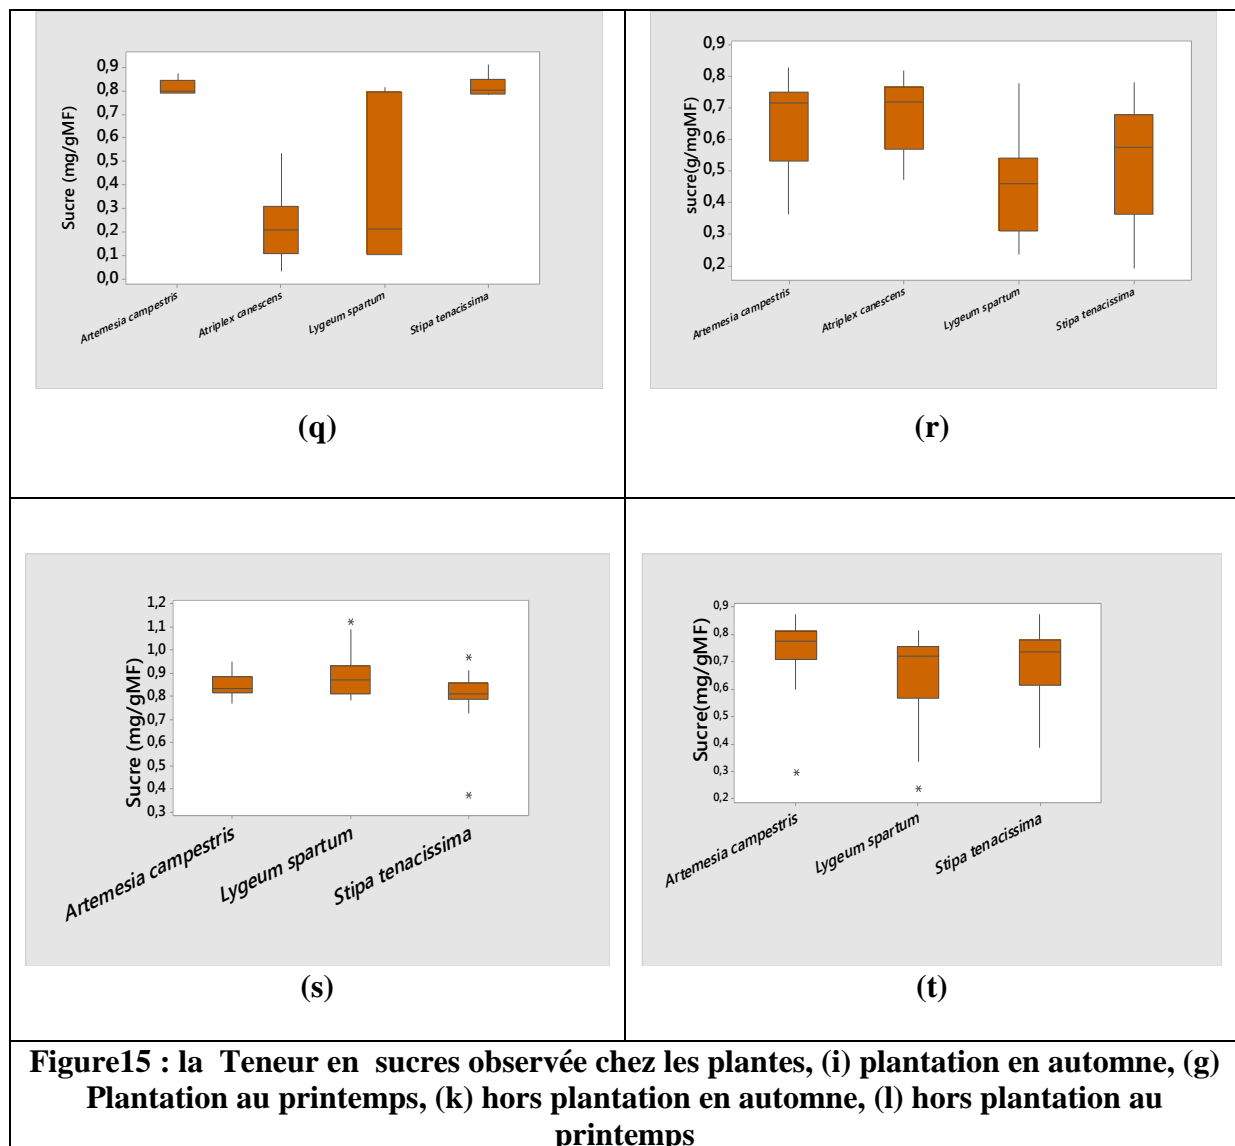 0,9
0,8
0,7
0,6
0,5
0,4
0,3
0,2
0,1
0,0
Sucre (mg/gMF)
Artemesia campestris
Atriplex canescens
Lygeum spartum
Stipa tenacissima
(q)
0,9
0,8
0,7
0,6
0,5
0,4
0,3
0,2
sucre(g/mgMF)
Artemesia campestris
Atriplex canescens
Lygeum spartum
Stipa tenacissima
(r)
1,2
1,1
1,0
0,9
0,8
0,7
0,6
0,5
0,4
0,3
Sucre (mg/gMF)
Artemesia campestris
Lygeum spartum
Stipa tenacissima
(s)
0,9
0,8
0,7
0,6
0,5
0,4
0,3
0,2
Sucre(mg/gMF)
Artemesia campestris
Lygeum spartum
Stipa tenacissima
(t)
Figure15 : la Teneur en sucres observée chez les plantes, (i) plantation en automne, (g)
Plantation au printemps, (k) hors plantation en automne, (l) hors plantation au
printemps